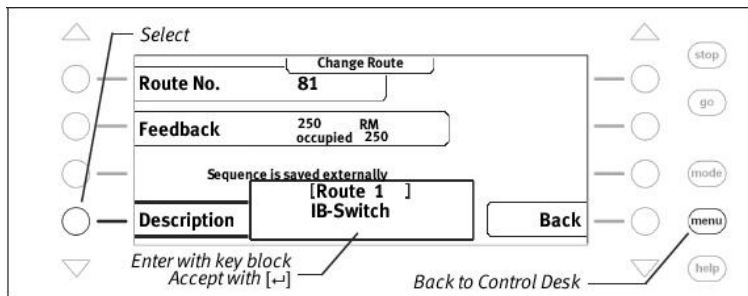 Select
stop
Change Route
Route No. 81
go
Feedback 250 RM
occupied 250
Sequence is saved externally
mode
[Route 1 ]
Description IB-Switch Back
menu
Enter with key block
Accept with [↵]
Back to Control Desk
help